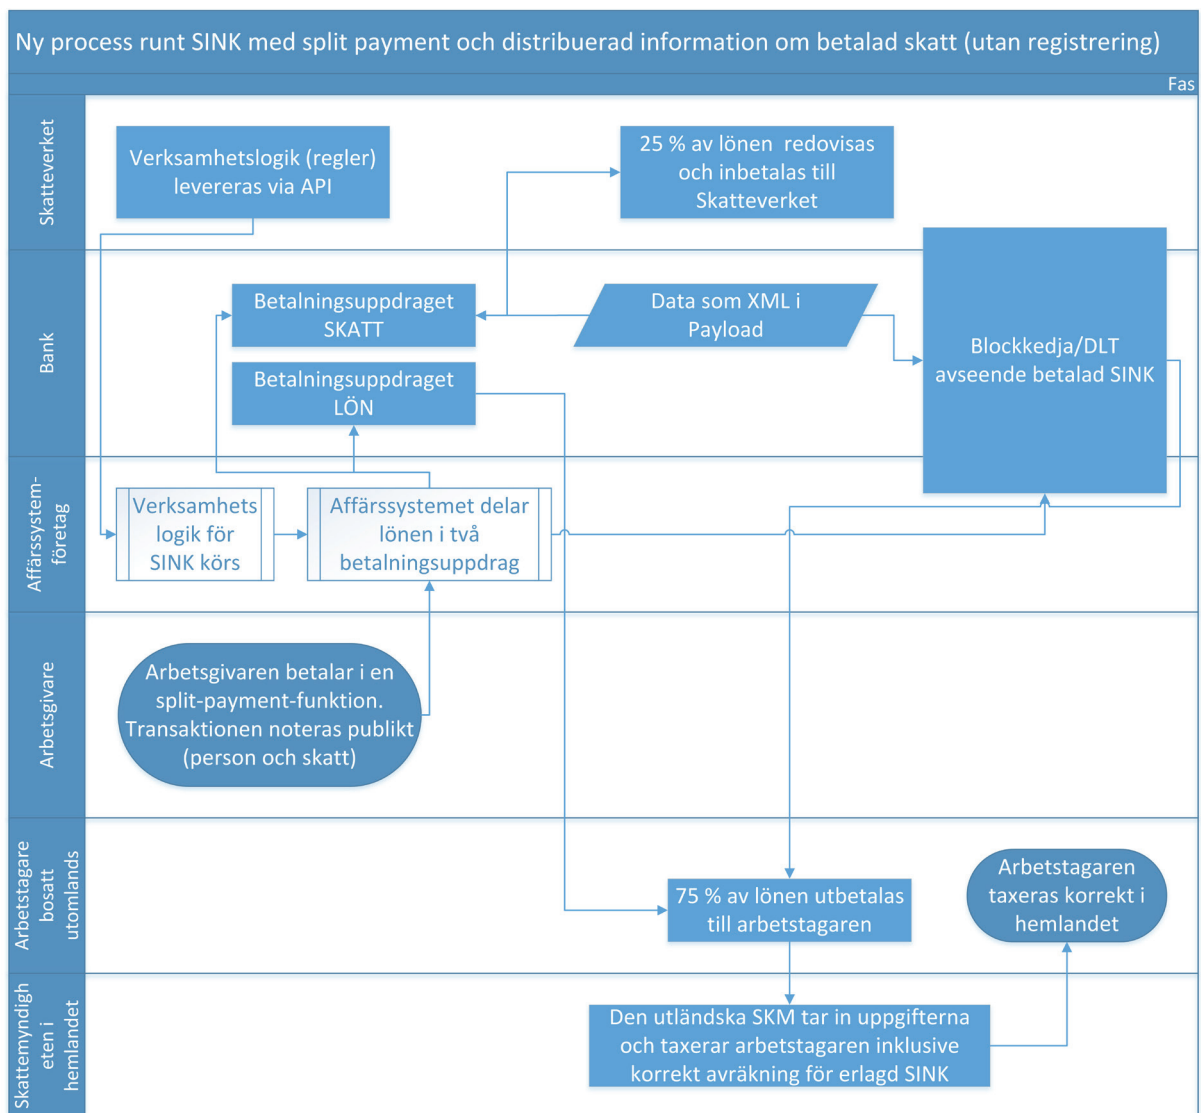 Ny process runt SINK med split payment och distribuerad information om betalad skatt (utan registrering)
Fas
Skatteverket
Verksamhetslogik (regler)
levereras via API
25 % av lönen redovisas
och inbetalas till
Skatteverket
Bank
Betalningsuppdraget
SKATT
Data som XML i
Payload
Blockkedja/DLT
avseende betalad SINK
Betalningsuppdraget
LÖN
Affärssystem-
företag
Verksamhets
logik för
SINK körs
Affärssystemet delar
lönen i två
betalningsuppdrag
Arbetsgivare
Arbetsgivaren betalar i en
split-payment-funktion.
Transaktionen noteras publikt
(person och skatt)
Arbetstagare
bosatt
utomlands
75 % av lönen utbetalas
till arbetstagaren
Arbetstagaren
taxeras korrekt i
hemlandet
Skattemyndigh
eten i
hemlandet
Den utländska SKM tar in uppgifterna
och taxerar arbetstagaren inklusive
korrekt avräkning för erlagd SINK